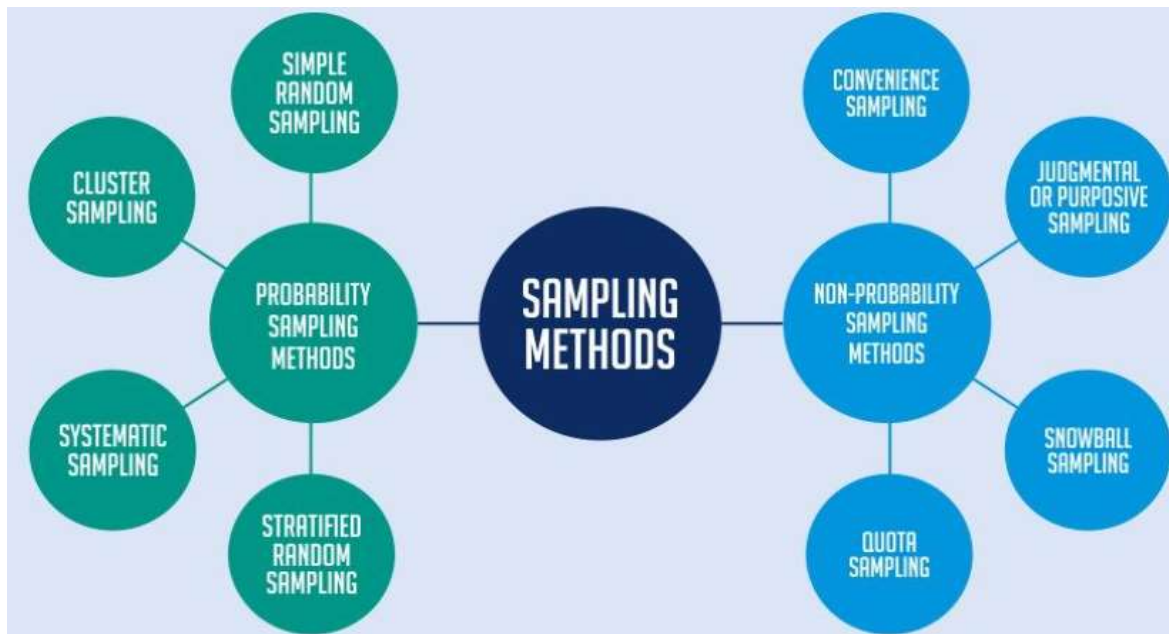 SIMPLE
RANDOM
SAMPLING
CLUSTER
SAMPLING
PROBABILITY
SAMPLING
METHODS
SYSTEMATIC
SAMPLING
STRATIFIED
RANDOM
SAMPLING
SAMPLING
METHODS
CONVENIENCE
SAMPLING
JUDGMENTAL
OR PURPOSIVE
SAMPLING
NON-PROBABILITY
SAMPLING
METHODS
SNOWBALL
SAMPLING
QUOTA
SAMPLING